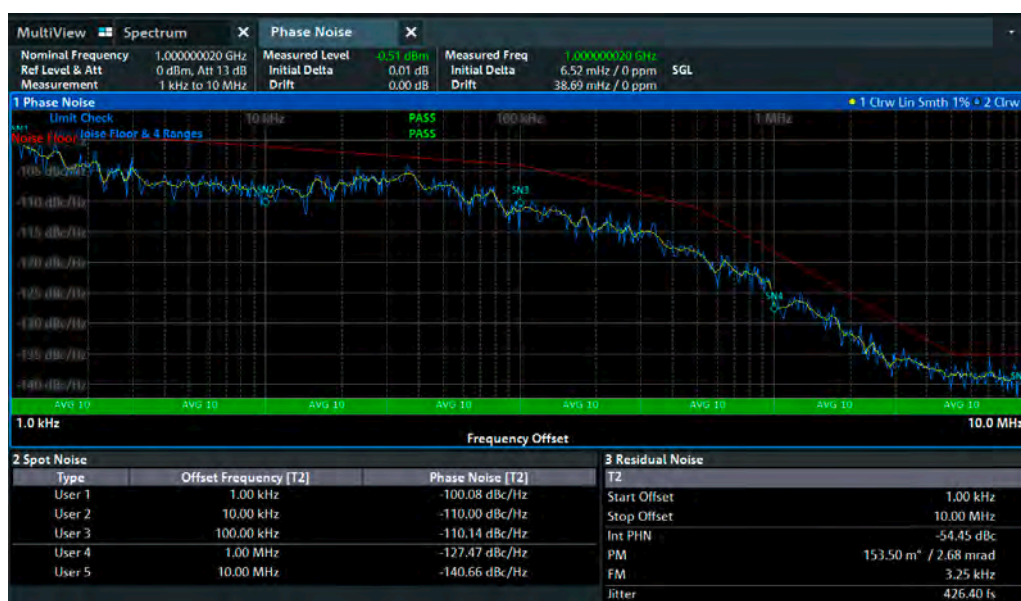 MultiView Spectrum X Phase Noise X
Nominal Frequency 1.000000020 GHz Measured Level -0.51 dBm Measured Freq 1.000000020 GHz
Ref Level & Att 0 dBm, Att 13 dB Initial Delta 0.01 dB Initial Delta 6.52 mHz / 0 ppm SGL
Measurement 1 kHz to 10 MHz Drift 0.00 dB Drift 38.69 mHz / 0 ppm
1 Phase Noise 1 Clrw Lin Smth 1% 2 Clrw
Limit Check 10 kHz PASS 100 kHz 1 MHz
Noise Floor oise Floor & 4 Ranges PASS
-105 dBc/Hz
SN2 SN3
-110 dBc/Hz
-115 dBc/Hz
-120 dBc/Hz
-125 dBc/Hz
SN4
-130 dBc/Hz
-135 dBc/Hz
-140 dBc/Hz
AVG 10 AVG 10 AVG 10 AVG 10 AVG 10 AVG 10 AVG 10 AVG 10
1.0 kHz 10.0 MHz
Frequency Offset
2 Spot Noise
Type Offset Frequency [T2] Phase Noise [T2]
User 1 1.00 kHz -100.08 dBc/Hz
User 2 10.00 kHz -110.00 dBc/Hz
User 3 100.00 kHz -110.14 dBc/Hz
User 4 1.00 MHz -127.47 dBc/Hz
User 5 10.00 MHz -140.66 dBc/Hz
3 Residual Noise
T2
Start Offset 1.00 kHz
Stop Offset 10.00 MHz
Int PHN -54.45 dBc
PM 153.50 m° / 2.68 mrad
FM 3.25 kHz
Jitter 426.40 fs